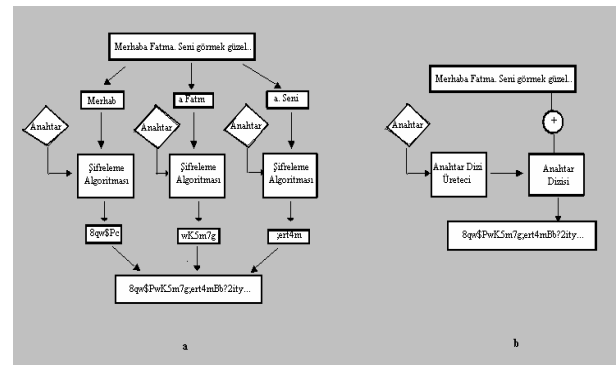 Merhaba Fatma. Seni görmek güzel..
Merhab
a Fatm
a. Seni
Anahtar
Anahtar
Anahtar
Şifreleme
Algoritması
Şifreleme
Algoritması
Şifreleme
Algoritması
8qw$Pc
wK5m7g
;ert4m
8qw$PwK5m7g;ert4mBb?2ity...
a
Merhaba Fatma. Seni görmek güzel..
+
Anahtar
Anahtar Dizi
Üreteci
Anahtar
Dizisi
8qw$PwK5m7g;ert4mBb?2ity...
b